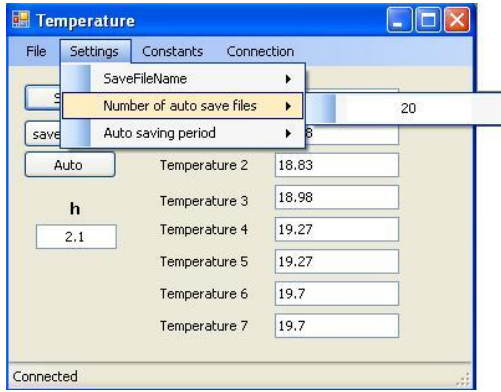 Temperature
File Settings Constants Connection
SaveFileName
Number of auto save files 20
save Auto saving period 8
Auto Temperature 2 18.83
h Temperature 3 18.98
2.1 Temperature 4 19.27
Temperature 5 19.27
Temperature 6 19.7
Temperature 7 19.7
Connected